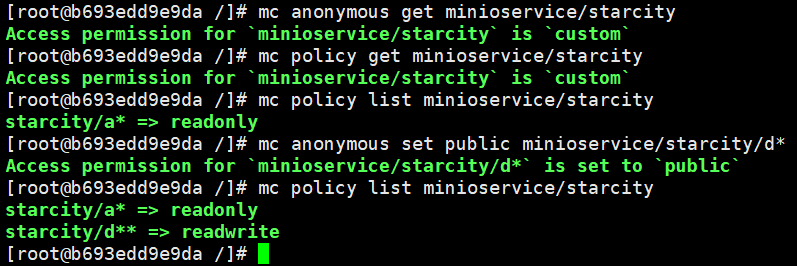 [root@b693edd9e9da /]# mc anonymous get minioservice/starcity
Access permission for `minioservice/starcity` is `custom`
[root@b693edd9e9da /]# mc policy get minioservice/starcity
Access permission for `minioservice/starcity` is `custom`
[root@b693edd9e9da /]# mc policy list minioservice/starcity
starcity/a* => readonly
[root@b693edd9e9da /]# mc anonymous set public minioservice/starcity/d*
Access permission for `minioservice/starcity/d*` is set to `public`
[root@b693edd9e9da /]# mc policy list minioservice/starcity
starcity/a* => readonly
starcity/d** => readwrite
[root@b693edd9e9da /]#